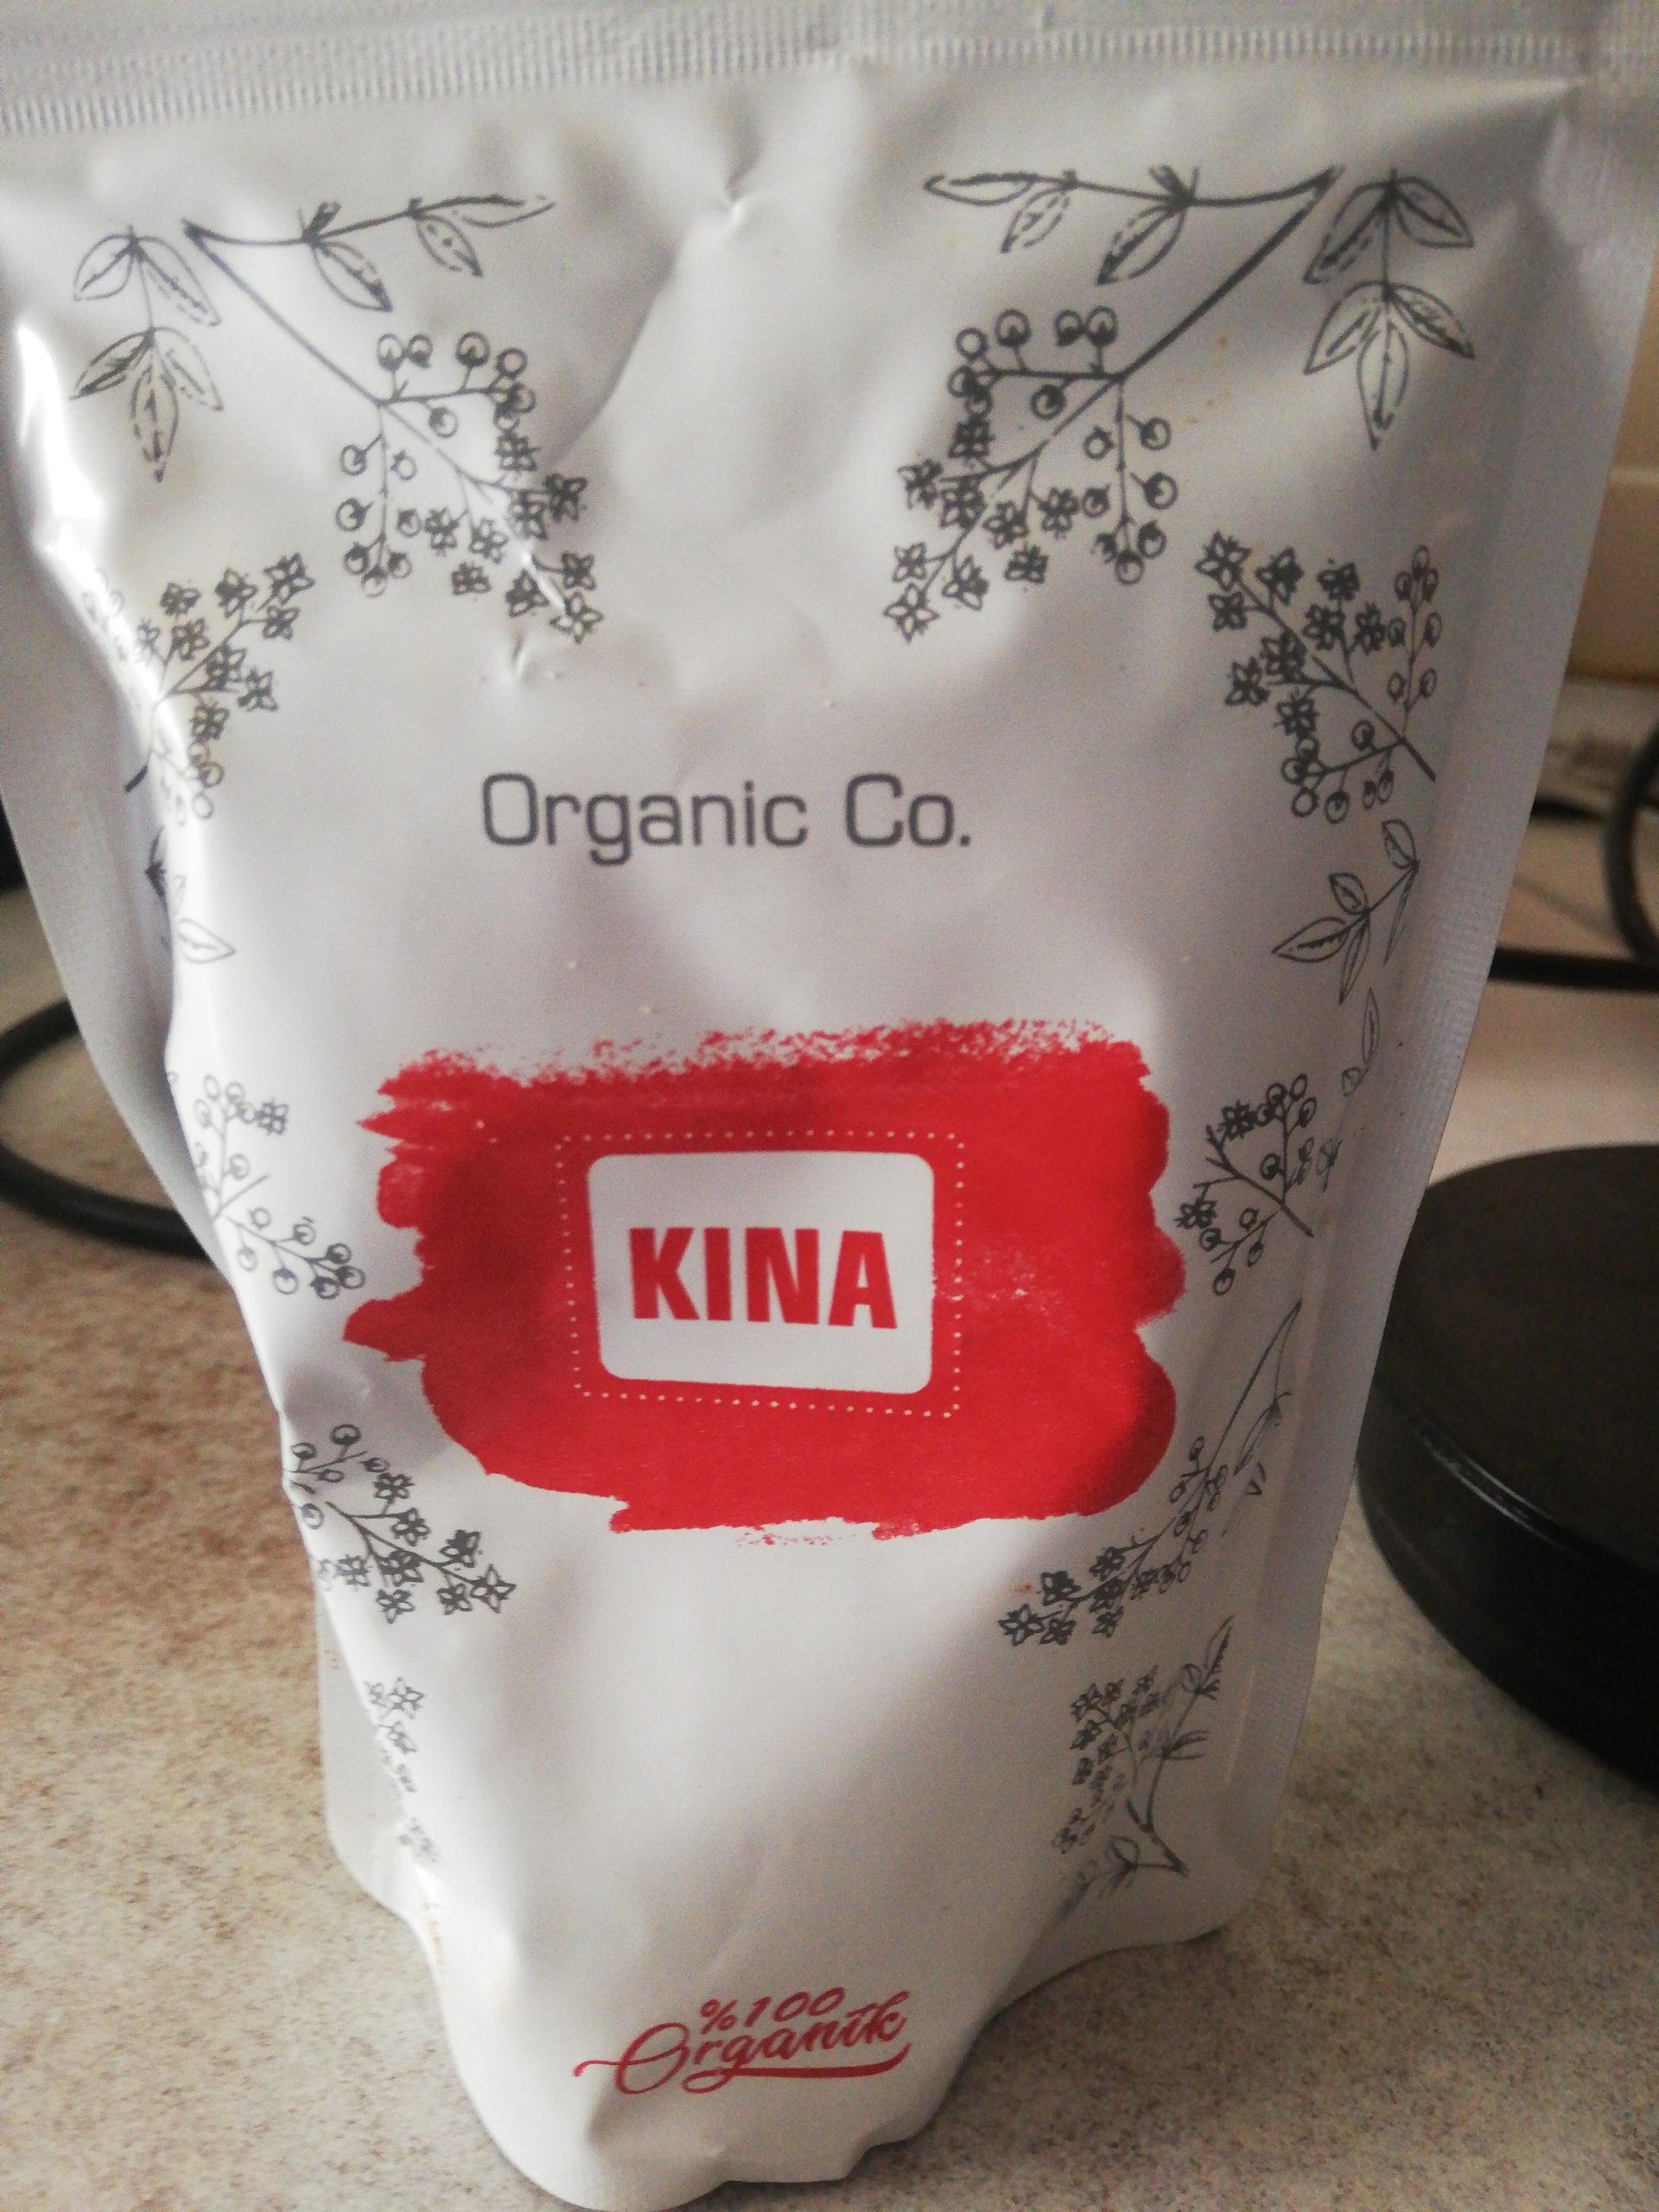 Organic Co.
KINA
%100
Organik